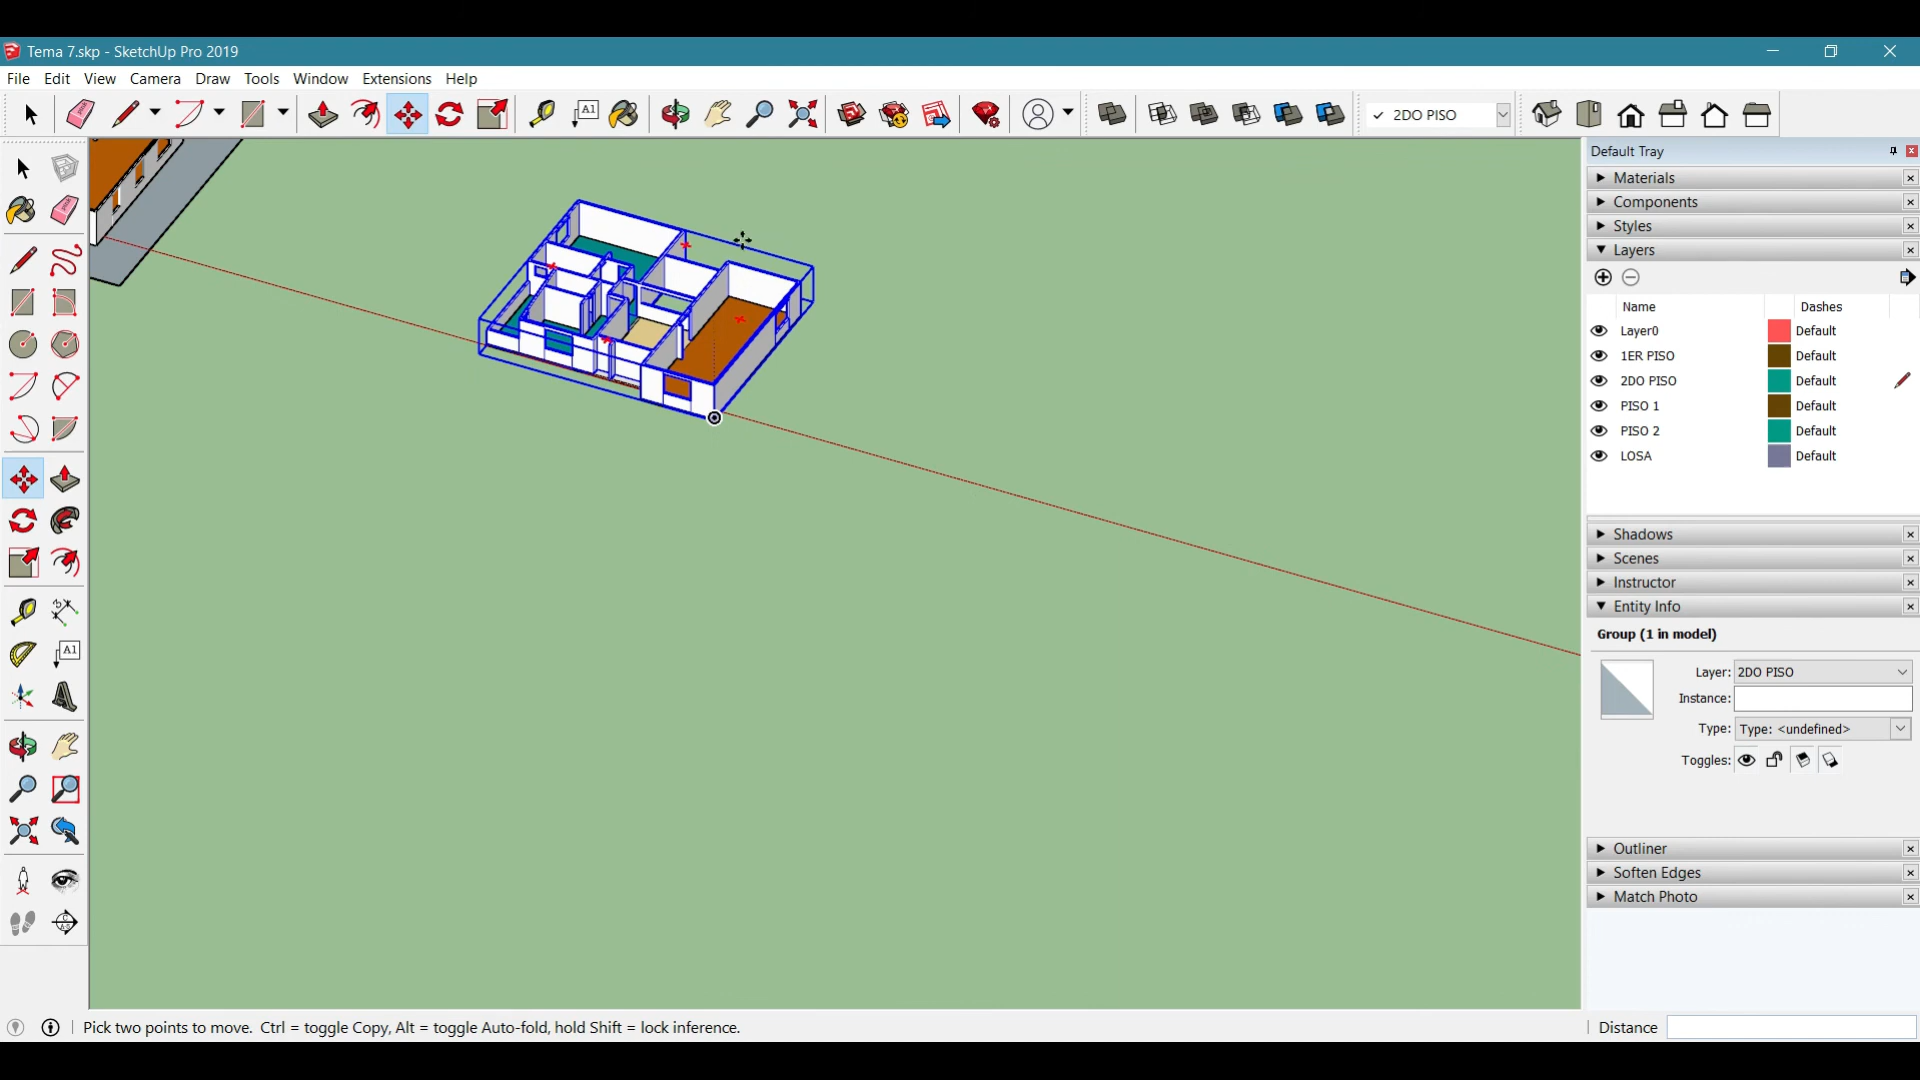 Tema 7.skp - SketchUp Pro 2019
File Edit View Camera Draw Tools Window Extensions Help
A1
2DO PISO
Default Tray
Materials
Components
Styles
Layers
Name Dashes
Layer0 Default
1ER PISO Default
2DO PISO Default
PISO 1 Default
PISO 2 Default
LOSA Default
Shadows
Scenes
Instructor
Entity Info
Group (1 in model)
Layer: 2DO PISO
Instance:
Type: Type: <undefined>
Toggles:
Outliner
Soften Edges
Match Photo
A1
Pick two points to move. Ctrl = toggle Copy, Alt = toggle Auto-fold, hold Shift = lock inference.
Distance